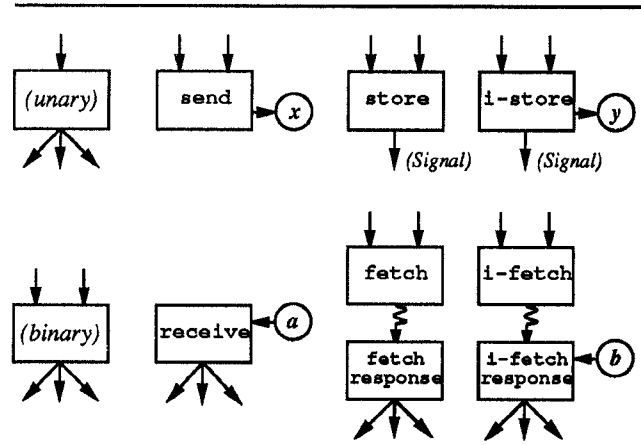 (unary)
send
x
store
i-store
y
(Signal)
(Signal)
fetch
i-fetch
(binary)
receive
a
fetch
response
i-fetch
response
b